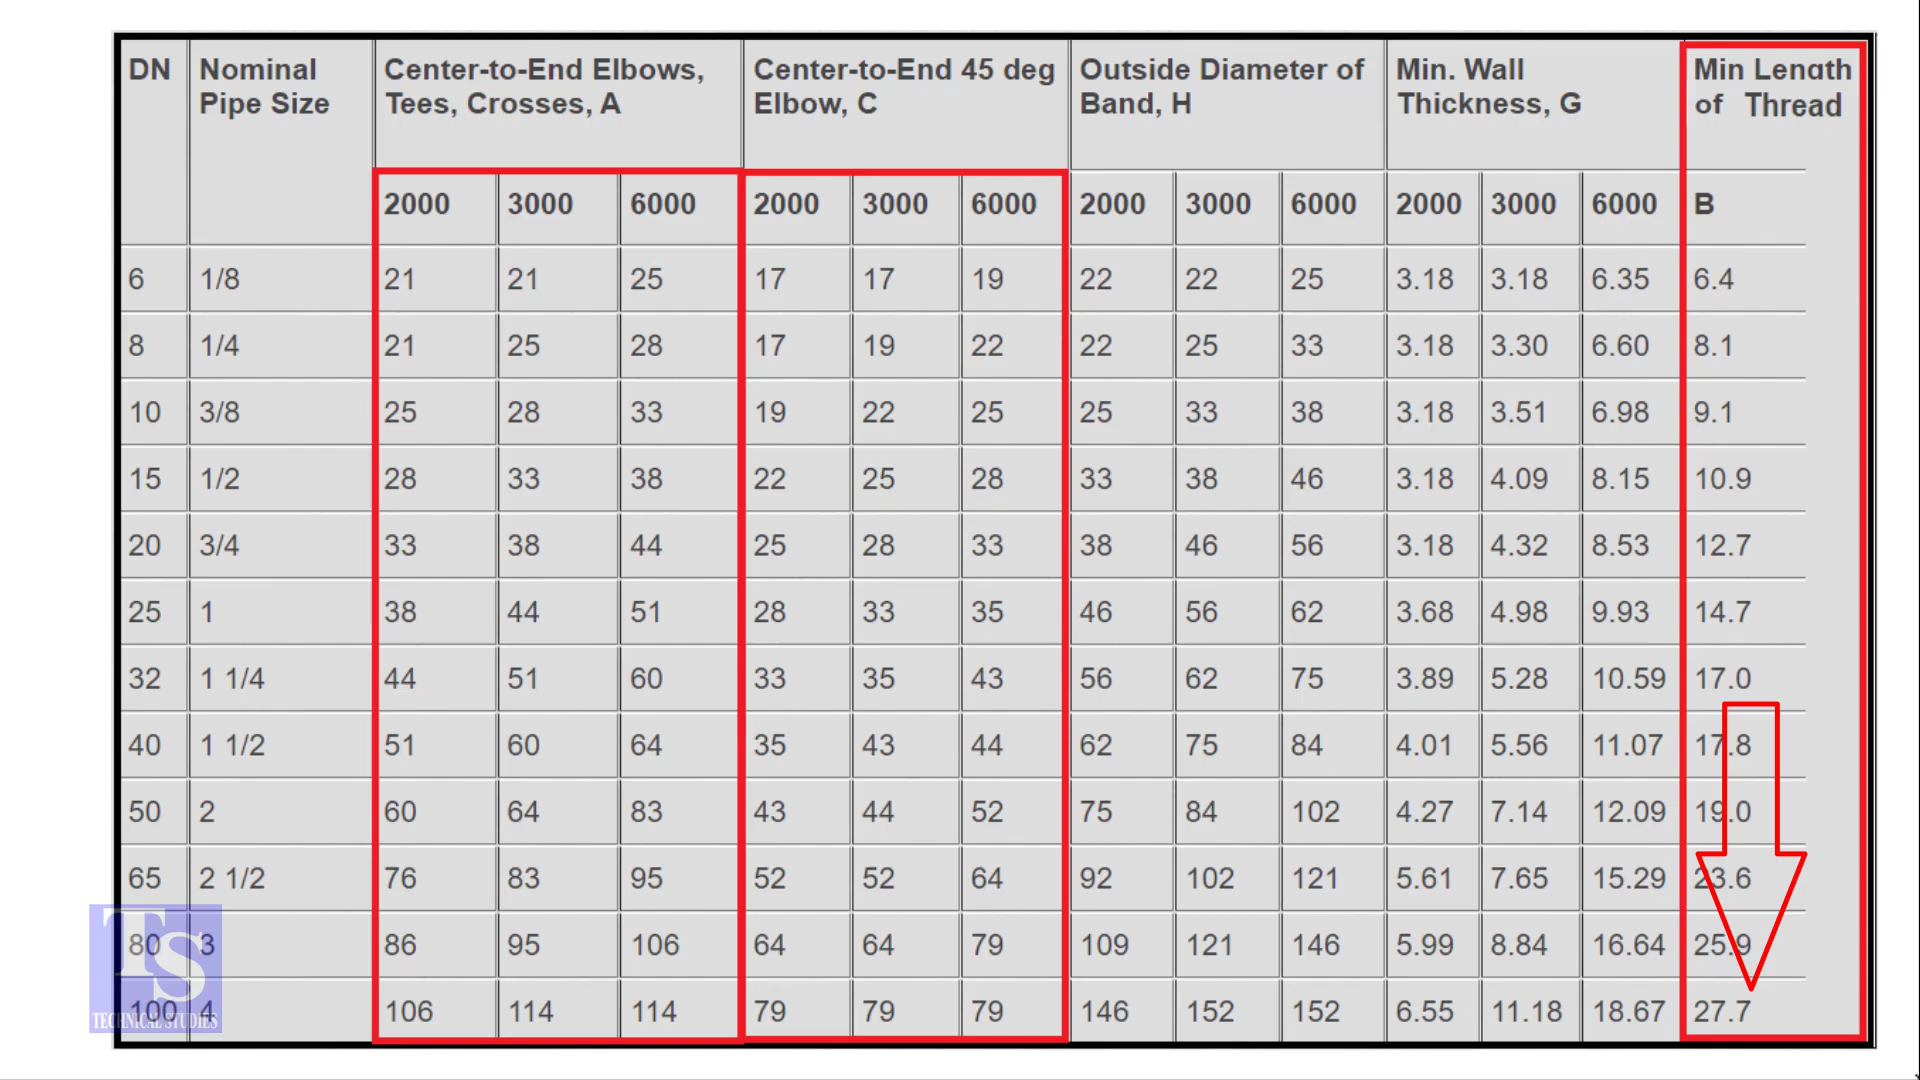 DN Nominal Pipe Size Center-to-End Elbows, Tees, Crosses, A Center-to-End 45 deg Elbow, C Outside Diameter of Band, H Min. Wall Thickness, G Min Length of Thread
2000 3000 6000 2000 3000 6000 2000 3000 6000 2000 3000 6000 B
6 1/8 21 21 25 17 17 19 22 22 25 3.18 3.18 6.35 6.4
8 1/4 21 25 28 17 19 22 22 25 33 3.18 3.30 6.60 8.1
10 3/8 25 28 33 19 22 25 25 33 38 3.18 3.51 6.98 9.1
15 1/2 28 33 38 22 25 28 33 38 46 3.18 4.09 8.15 10.9
20 3/4 33 38 44 25 28 33 38 46 56 3.18 4.32 8.53 12.7
25 1 38 44 51 28 33 35 46 56 62 3.68 4.98 9.93 14.7
32 1 1/4 44 51 60 33 35 43 56 62 75 3.89 5.28 10.59 17.0
40 1 1/2 51 60 64 35 43 44 62 75 84 4.01 5.56 11.07 17.8
50 2 60 64 83 43 44 52 75 84 102 4.27 7.14 12.09 19.0
65 2 1/2 76 83 95 52 52 64 92 102 121 5.61 7.65 15.29 23.6
80 3 86 95 106 64 64 79 109 121 146 5.99 8.84 16.64 25.9
100 4 106 114 114 79 79 79 146 152 152 6.55 11.18 18.67 27.7
TS
TECHNICAL STUDIES